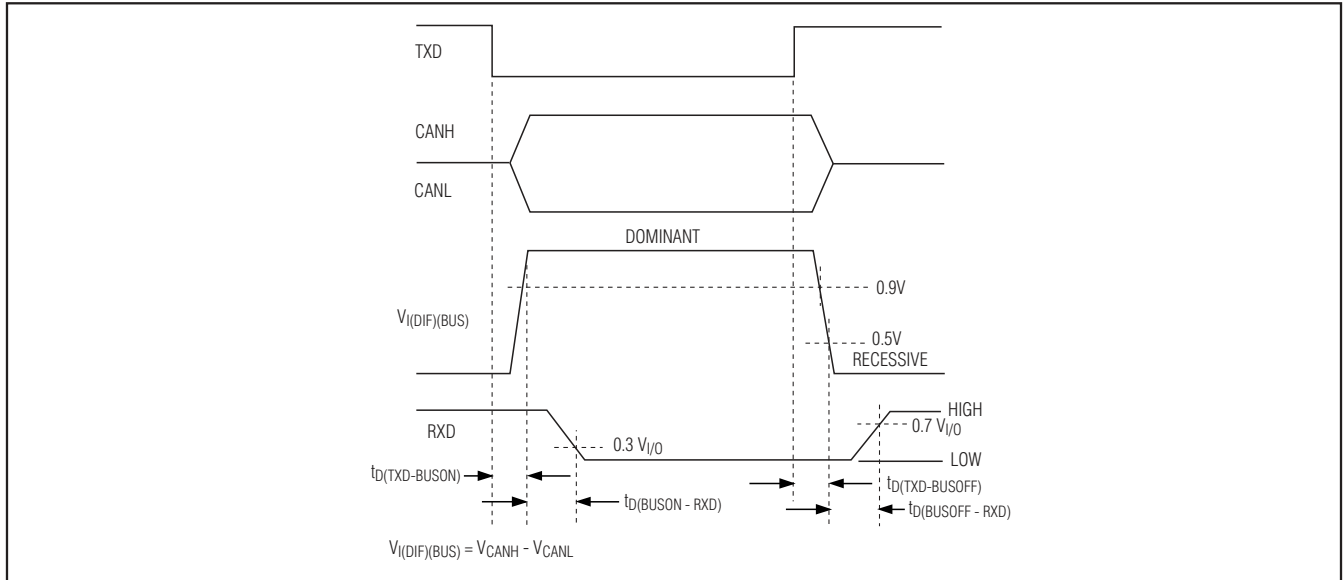 TXD
CANH
CANL
DOMINANT
0.9V
VI(DIF)(BUS)
0.5V
RECESSIVE
HIGH
RXD
0.7 VI/O
0.3 VI/O
LOW
tD(TXD-BUSON)
tD(TXD-BUSOFF)
tD(BUSON - RXD)
tD(BUSOFF - RXD)
VI(DIF)(BUS) = VCANH - VCANL